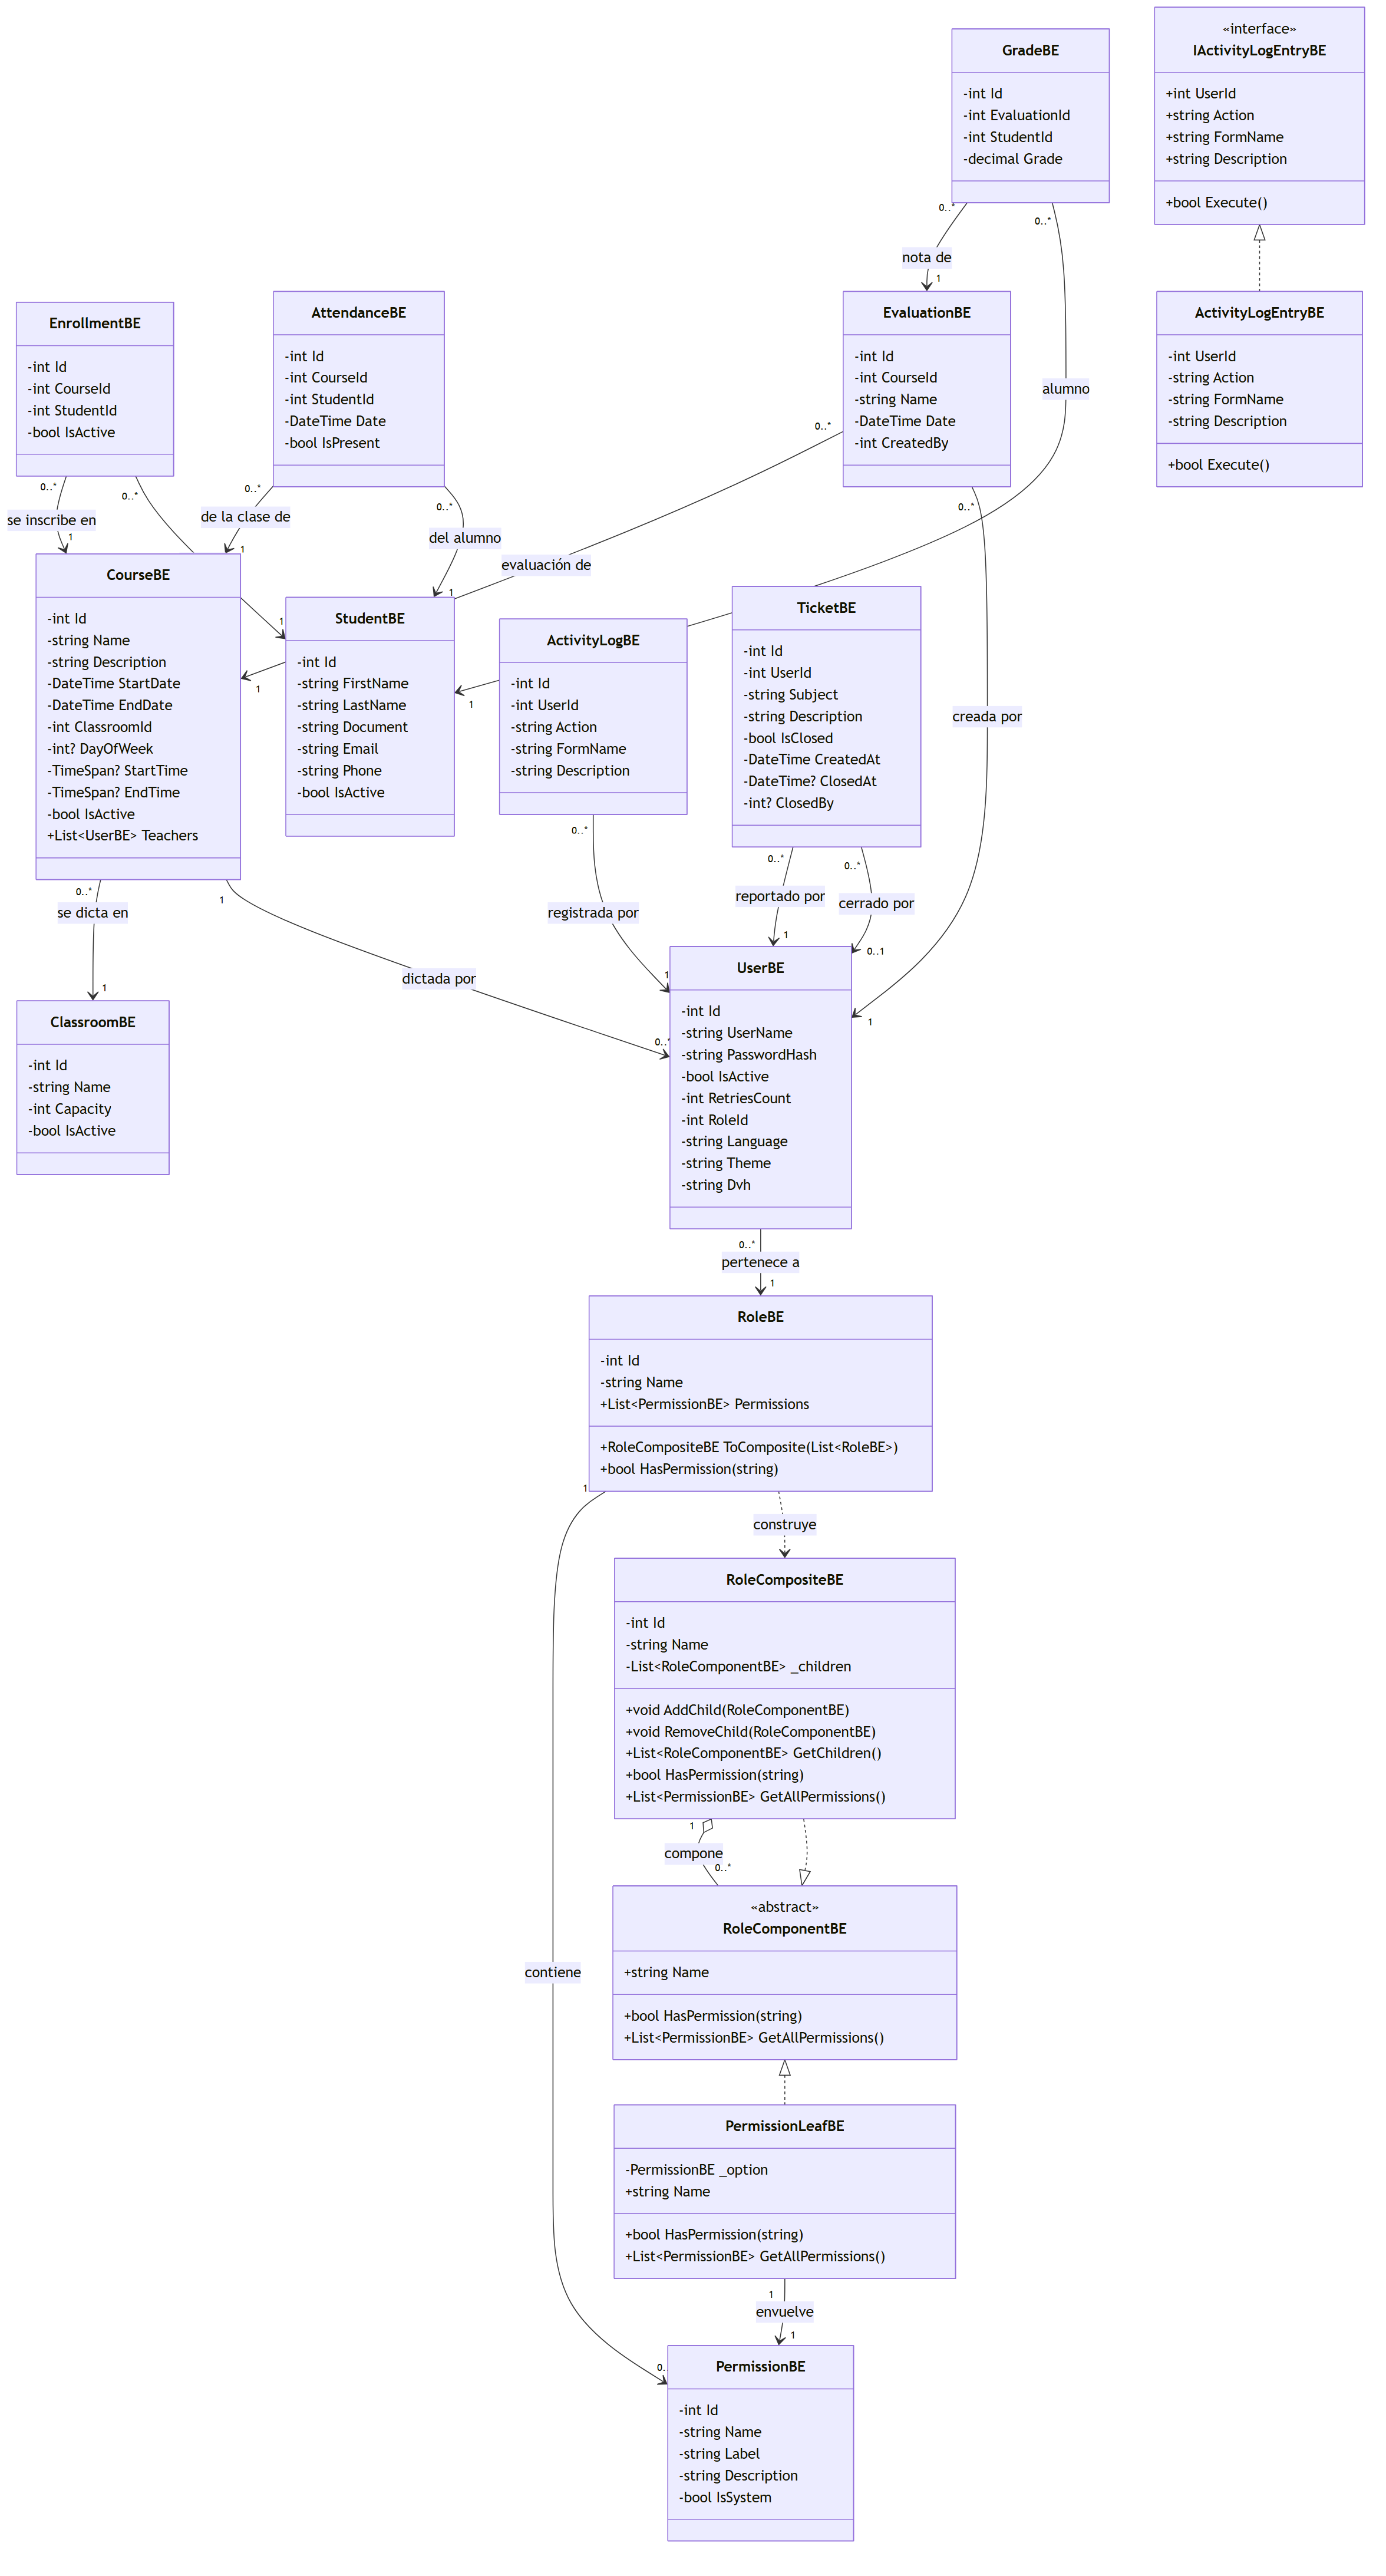 «interface»
IActivityLogEntryBE
+int UserId
+string Action
+string FormName
+string Description
+bool Execute()
GradeBE
-int Id
-int EvaluationId
-int StudentId
-decimal Grade
0..*
0..*
nota de
1
alumno
EnrollmentBE
-int Id
-int CourseId
-int StudentId
-bool IsActive
AttendanceBE
-int Id
-int CourseId
-int StudentId
-DateTime Date
-bool IsPresent
EvaluationBE
-int Id
-int CourseId
-string Name
-DateTime Date
-int CreatedBy
ActivityLogEntryBE
-int UserId
-string Action
-string FormName
-string Description
+bool Execute()
0..*
0..*
0..*
0..*
0..*
0..*
se inscribe en
de la clase de
del alumno
evaluación de
1
1
1
CourseBE
-int Id
-string Name
-string Description
-DateTime StartDate
-DateTime EndDate
-int ClassroomId
-int? DayOfWeek
-TimeSpan? StartTime
-TimeSpan? EndTime
-bool IsActive
+List<UserBE> Teachers
1
1
StudentBE
-int Id
-string FirstName
-string LastName
-string Document
-string Email
-string Phone
-bool IsActive
1
ActivityLogBE
-int Id
-int UserId
-string Action
-string FormName
-string Description
TicketBE
-int Id
-int UserId
-string Subject
-string Description
-bool IsClosed
-DateTime CreatedAt
-DateTime? ClosedAt
-int? ClosedBy
creada por
0..*
1
0..*
0..*
0..*
se dicta en
dictada por
registrada por
reportado por
cerrado por
1
1
1
0..1
0..*
1
ClassroomBE
-int Id
-string Name
-int Capacity
-bool IsActive
UserBE
-int Id
-string UserName
-string PasswordHash
-bool IsActive
-int RetriesCount
-int RoleId
-string Language
-string Theme
-string Dvh
0..*
pertenece a
1
RoleBE
-int Id
-string Name
+List<PermissionBE> Permissions
+RoleCompositeBE ToComposite(List<RoleBE>)
+bool HasPermission(string)
1
construye
RoleCompositeBE
-int Id
-string Name
-List<RoleComponentBE> _children
+void AddChild(RoleComponentBE)
+void RemoveChild(RoleComponentBE)
+List<RoleComponentBE> GetChildren()
+bool HasPermission(string)
+List<PermissionBE> GetAllPermissions()
1
compone
0..*
«abstract»
RoleComponentBE
+string Name
+bool HasPermission(string)
+List<PermissionBE> GetAllPermissions()
contiene
PermissionLeafBE
-PermissionBE _option
+string Name
+bool HasPermission(string)
+List<PermissionBE> GetAllPermissions()
1
envuelve
1
0..
PermissionBE
-int Id
-string Name
-string Label
-string Description
-bool IsSystem